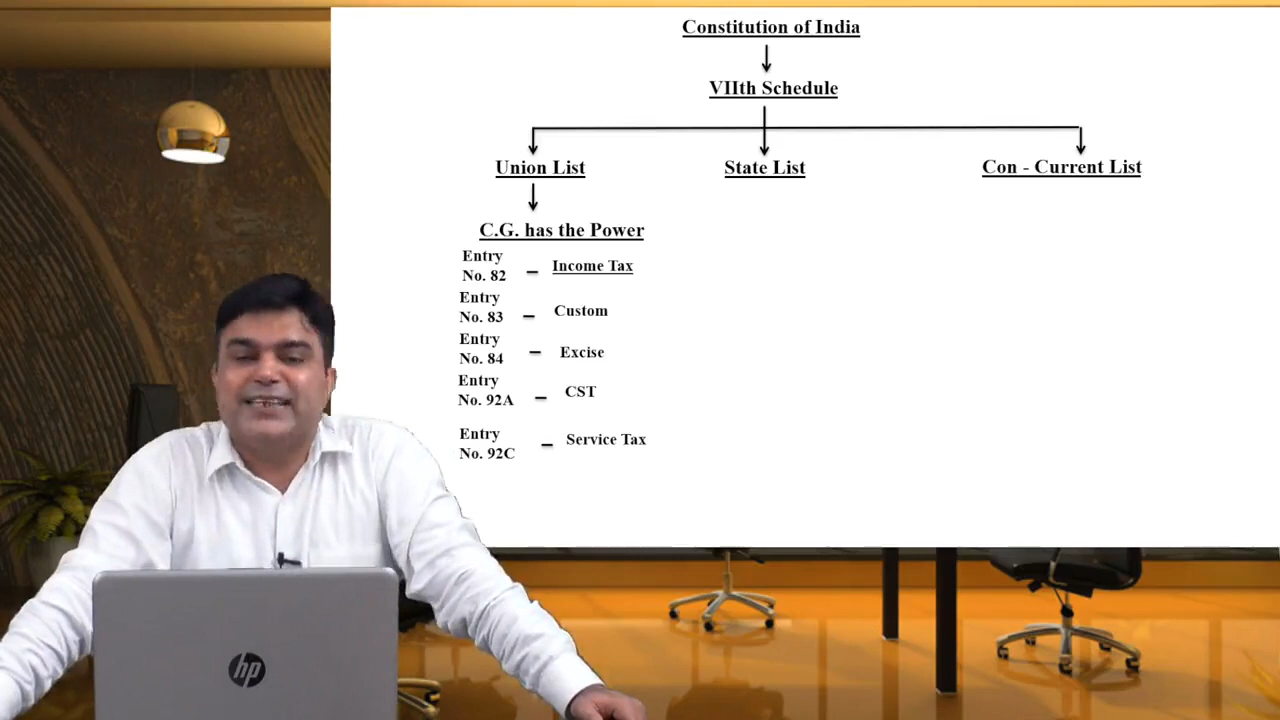 Constitution of India
VIIth Schedule
Union List
State List
Con - Current List
C.G. has the Power
Entry
No. 82
– Income Tax
Entry
No. 83
– Custom
Entry
No. 84
– Excise
Entry
No. 92A
– CST
Entry
No. 92C
– Service Tax
hp